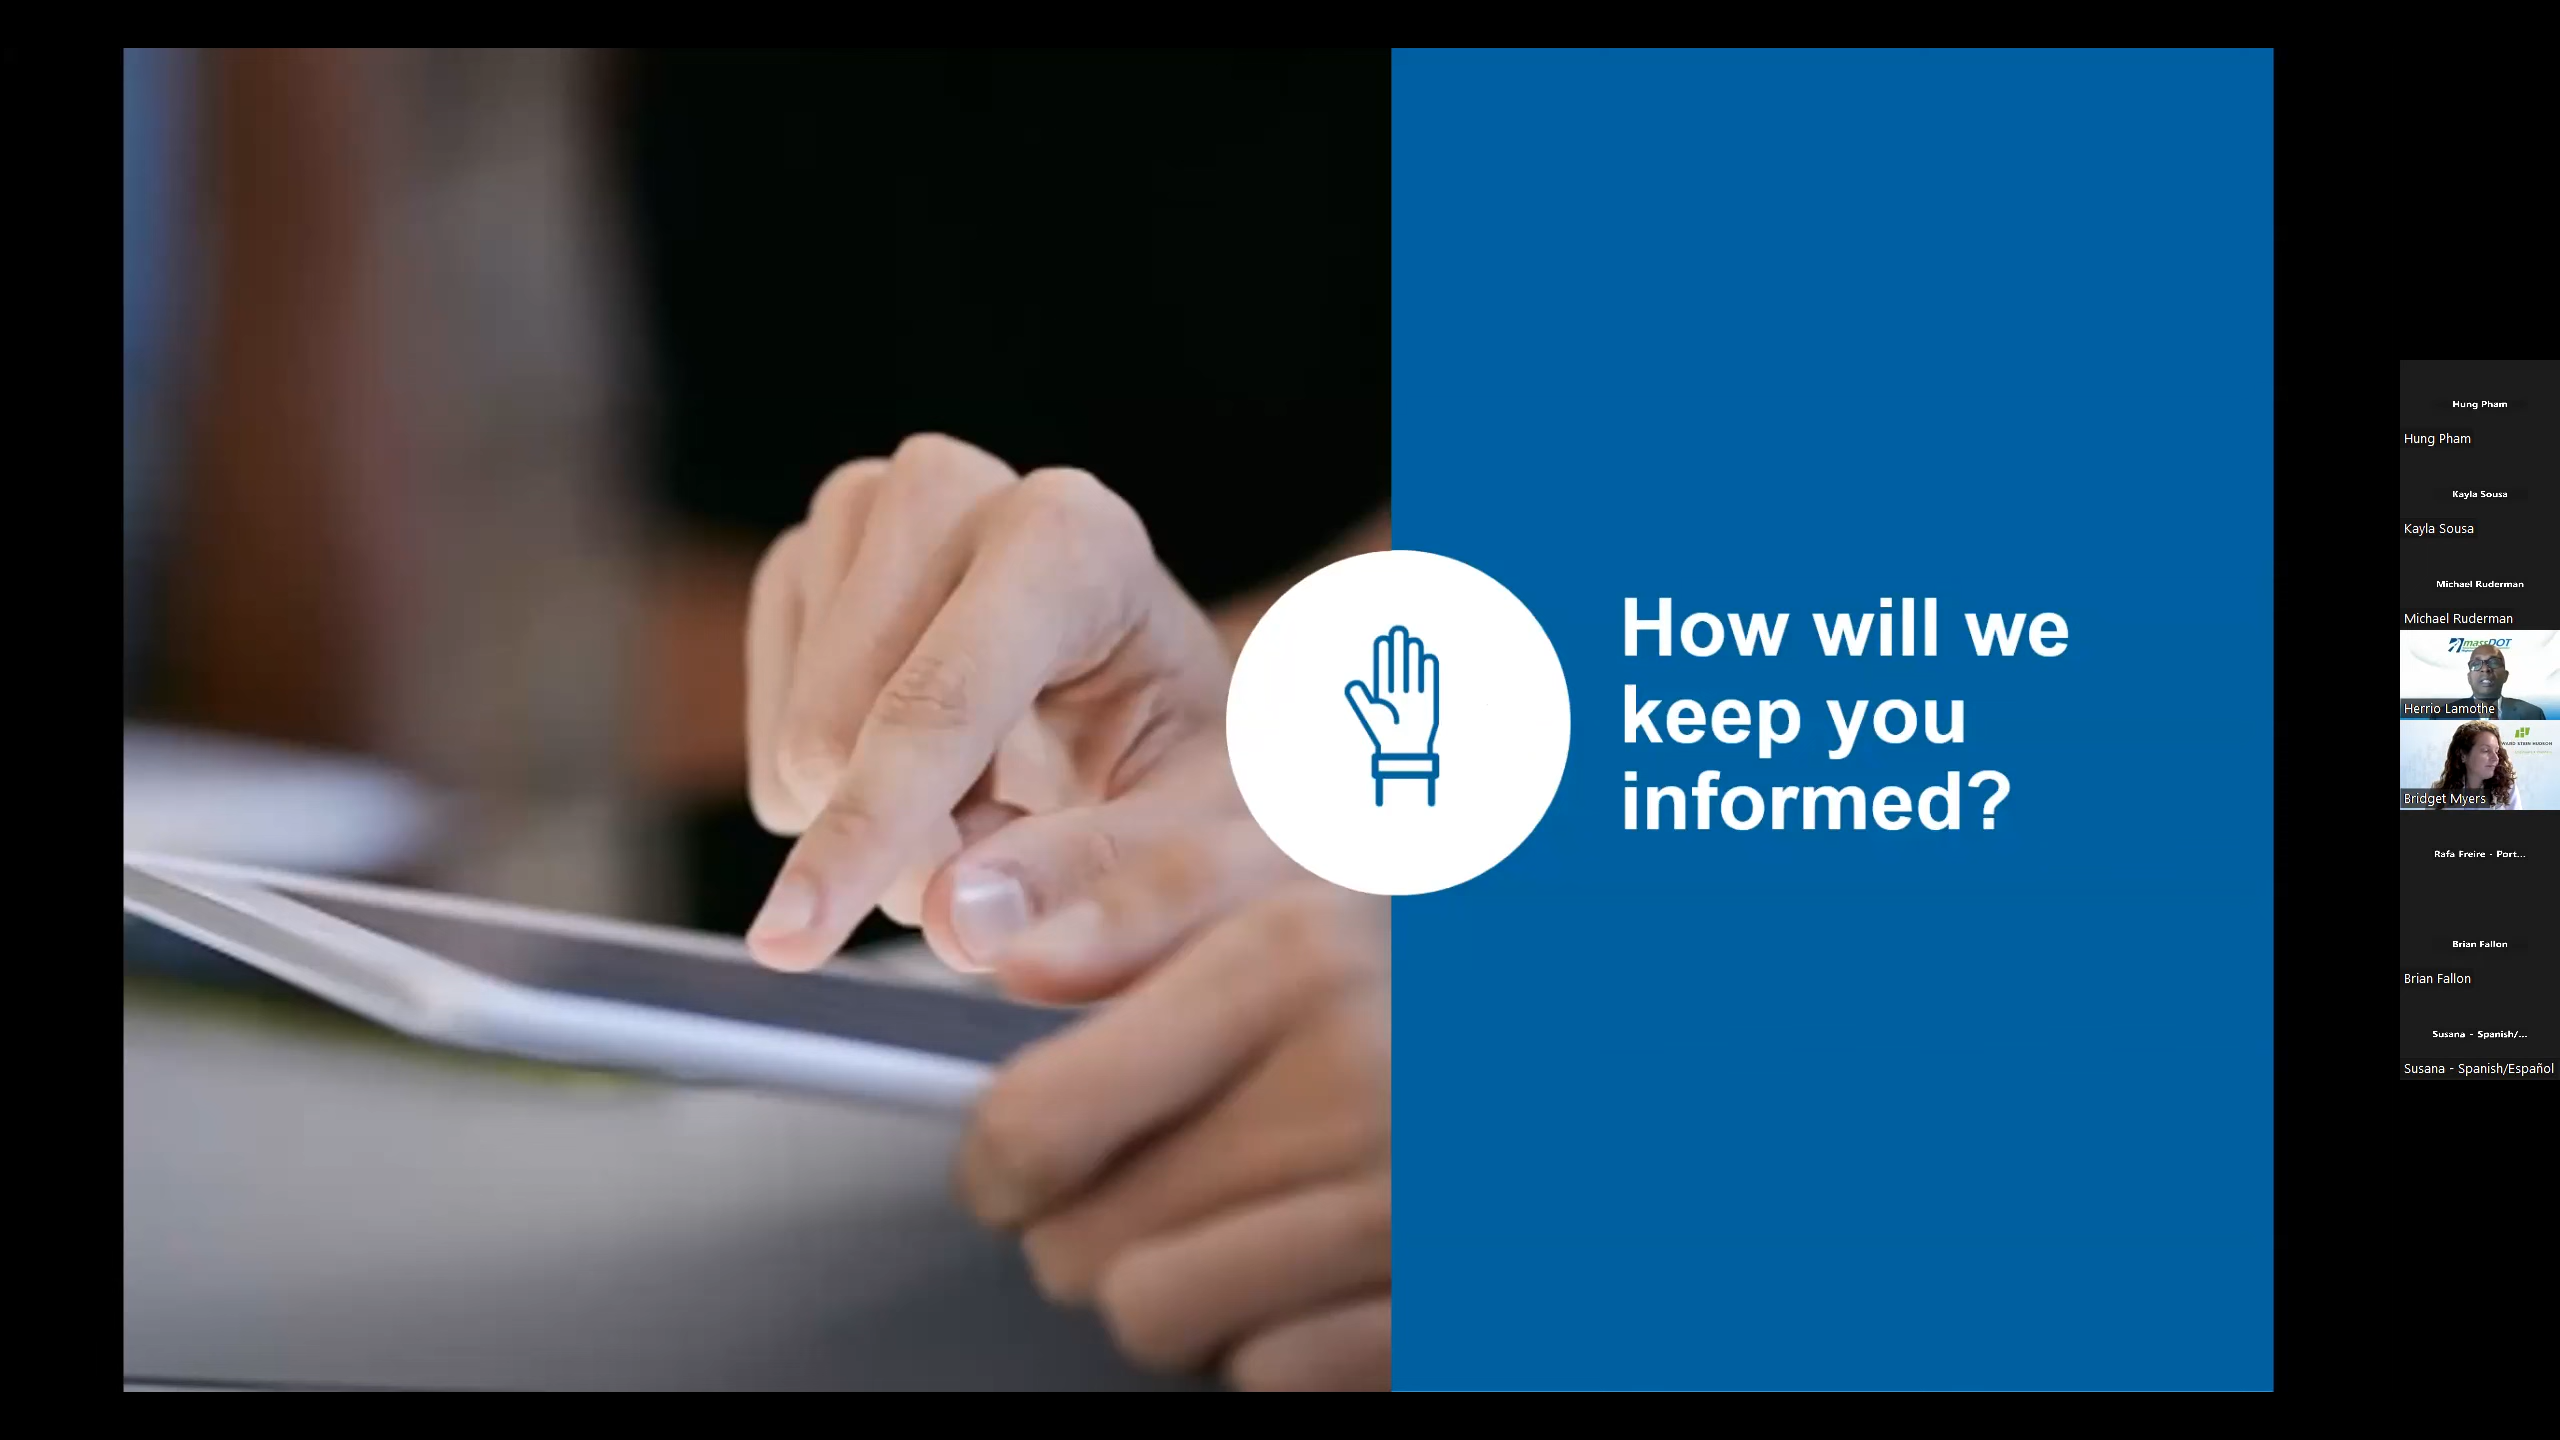 How will we
keep you
informed?
Hung Pham
Hung Pham
Kayla Sousa
Kayla Sousa
Michael Ruderman
Michael Ruderman
massDOT
Herrio Lamothe
Bridget Myers
Rafa Freire - Port...
Brian Fallon
Brian Fallon
Susana - Spanish/...
Susana - Spanish/Español